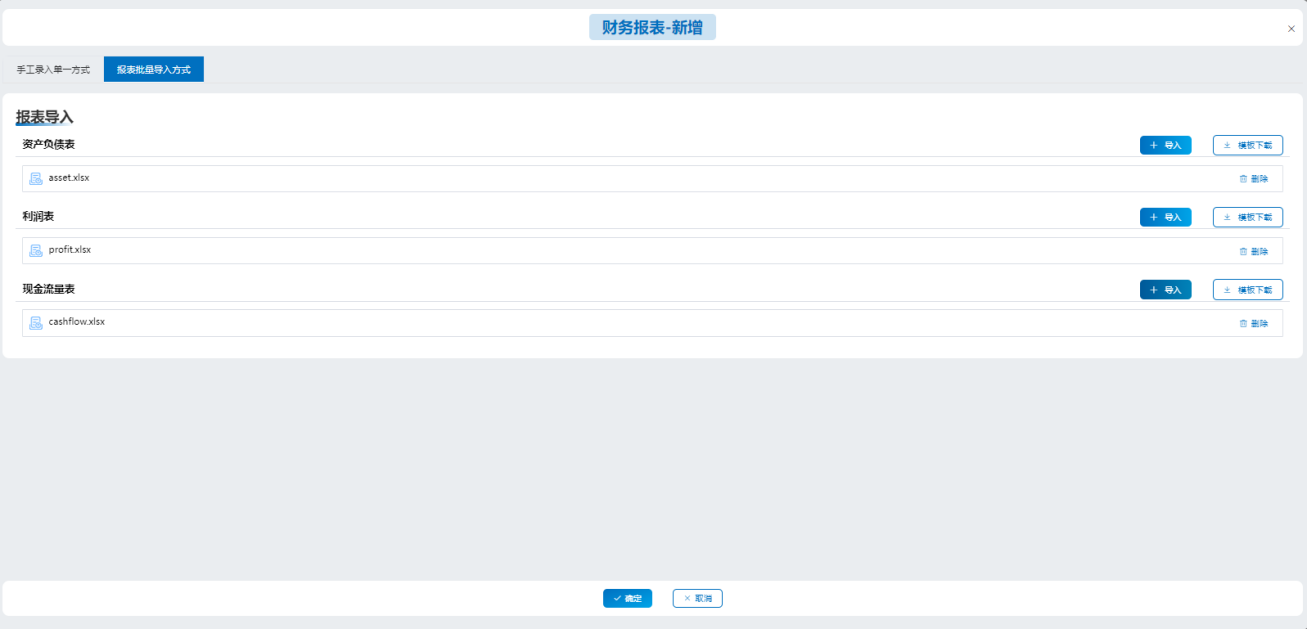 财务报表-新增
手工录入单一方式 报表批量导入方式
报表导入
资产负债表 导入 模板下载
asset.xlsx 删除
利润表 导入 模板下载
profit.xlsx 删除
现金流量表 导入 模板下载
cashflow.xlsx 删除
确定 取消